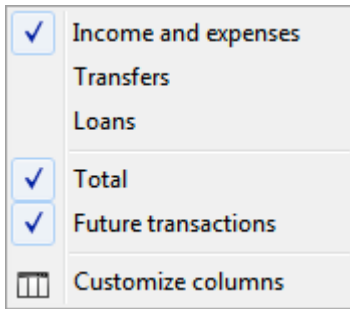 Income and expenses
Transfers
Loans
Total
Future transactions
Customize columns